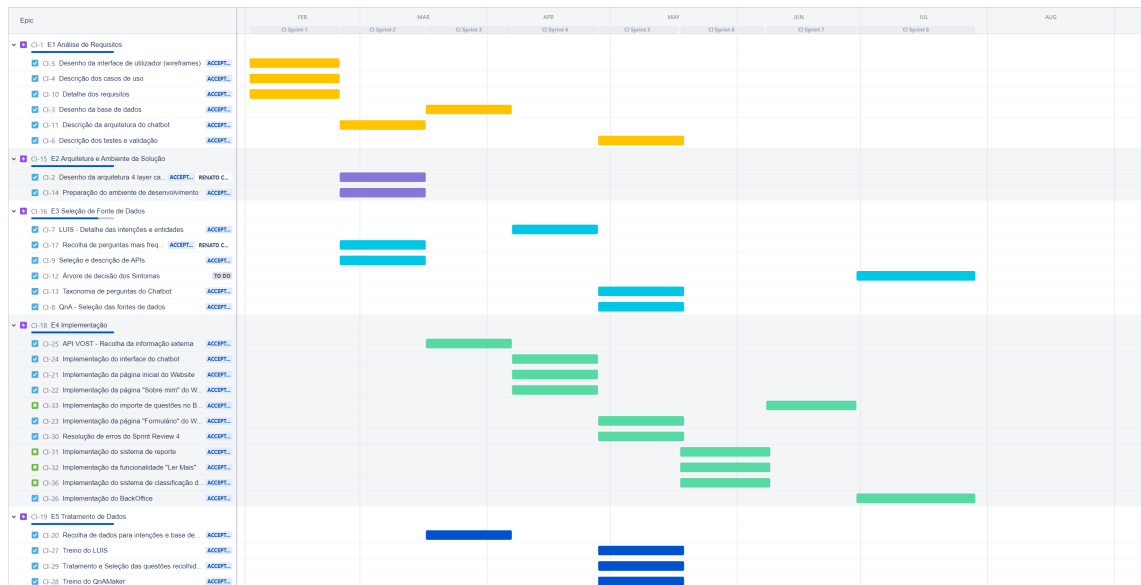 Epic
FEB MAR APR MAY JUN JUL AUG
CI Sprint 1 CI Sprint 2 CI Sprint 3 CI Sprint 4 CI Sprint 5 CI Sprint 6 CI Sprint 7 CI Sprint 8
CI-1 E1 Análise de Requisitos
CI-5 Desenho da interface de utilizador (wireframes) ACCEPT...
CI-4 Descrição dos casos de uso ACCEPT...
CI-10 Detalhe dos requisitos ACCEPT...
CI-3 Desenho da base de dados ACCEPT...
CI-11 Descrição da arquitetura do chatbot ACCEPT...
CI-6 Descrição dos testes e validação ACCEPT...
CI-15 E2 Arquitetura e Ambiente da Solução
CI-2 Desenho da arquitetura 4 layer ca... ACCEPT... RENATO C...
CI-14 Preparação do ambiente de desenvolvimento ACCEPT...
CI-16 E3 Seleção de Fonte de Dados
CI-7 LUIS - Detalhe das intenções e entidades ACCEPT...
CI-17 Recolha de perguntas mais freq... ACCEPT... RENATO C...
CI-9 Seleção e descrição de APIs ACCEPT...
CI-12 Árvore de decisão dos Sintomas TO DO
CI-13 Taxonomia de perguntas do Chatbot ACCEPT...
CI-8 QnA - Seleção das fontes de dados ACCEPT...
CI-18 E4 Implementação
CI-25 API VOST - Recolha da informação externa ACCEPT...
CI-24 Implementação do interface do chatbot ACCEPT...
CI-21 Implementação da página inicial do Website ACCEPT...
CI-22 Implementação da página "Sobre mim" do W... ACCEPT...
CI-33 Implementação do importe de questões no B... ACCEPT...
CI-23 Implementação da página "Formulário" do W... ACCEPT...
CI-30 Resolução de erros do Sprint Review 4 ACCEPT...
CI-31 Implementação do sistema de reporte ACCEPT...
CI-32 Implementação da funcionalidade "Ler Mais" ACCEPT...
CI-36 Implementação do sistema de classificação d... ACCEPT...
CI-26 Implementação do BackOffice ACCEPT...
CI-19 E5 Tratamento de Dados
CI-20 Recolha de dados para intenções e base de... ACCEPT...
CI-27 Treino do LUIS ACCEPT...
CI-29 Tratamento e Seleção das questões recolhid... ACCEPT...
CI-28 Treino do QnAMaker ACCEPT...